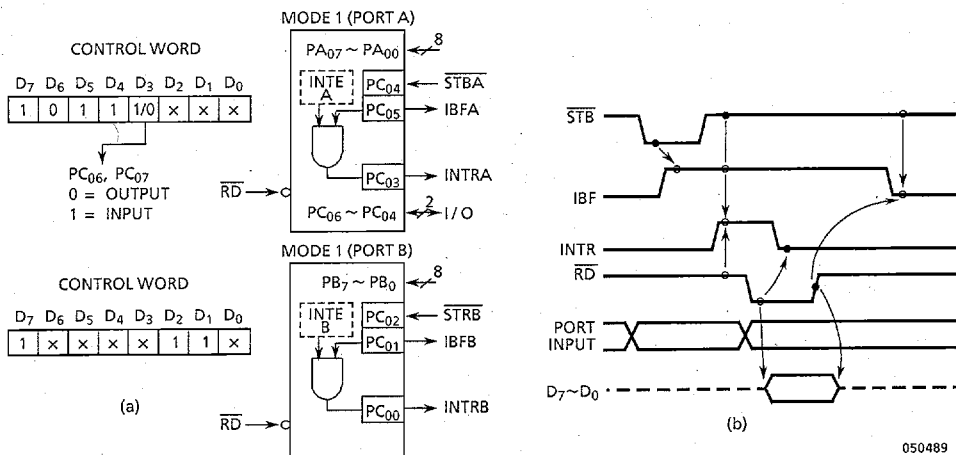 MODE 1 (PORT A)
CONTROL WORD
D7 D6 D5 D4 D3 D2 D1 D0
1 0 1 1 1/0 × × ×
PC06, PC07
0 = OUTPUT
1 = INPUT
PA07 ~ PA00
8
INTE
A
PC04
STBA
PC05
IBFA
PC03
INTRA
RD
PC06 ~ PC04
2
I/O
MODE 1 (PORT B)
CONTROL WORD
D7 D6 D5 D4 D3 D2 D1 D0
1 × × × × 1 1 ×
(a)
PB7 ~ PB0
8
INTE
B
PC02
STRB
PC01
IBFB
PC00
INTRB
RD
STB
IBF
INTR
RD
PORT
INPUT
D7~D0
(b)
050489